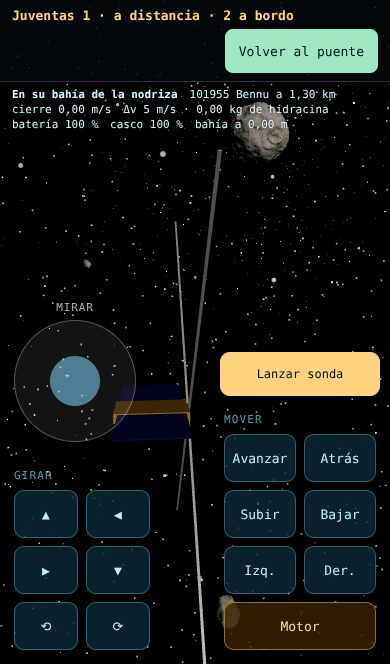 Juventas 1 · a distancia · 2 a bordo
Volver al puente
En su bahía de la nodriza 101955 Bennu a 1,30 km
cierre 0,00 m/s · Δv 5 m/s · 0,00 kg de hidracina
batería 100 % casco 100 % bahía a 0,00 m
MIRAR
Lanzar sonda
MOVER
Avanzar Atrás
GIRAR
▲ ◀ Subir Bajar
▶ ▼ Izq. Der.
⟲ ⟳ Motor